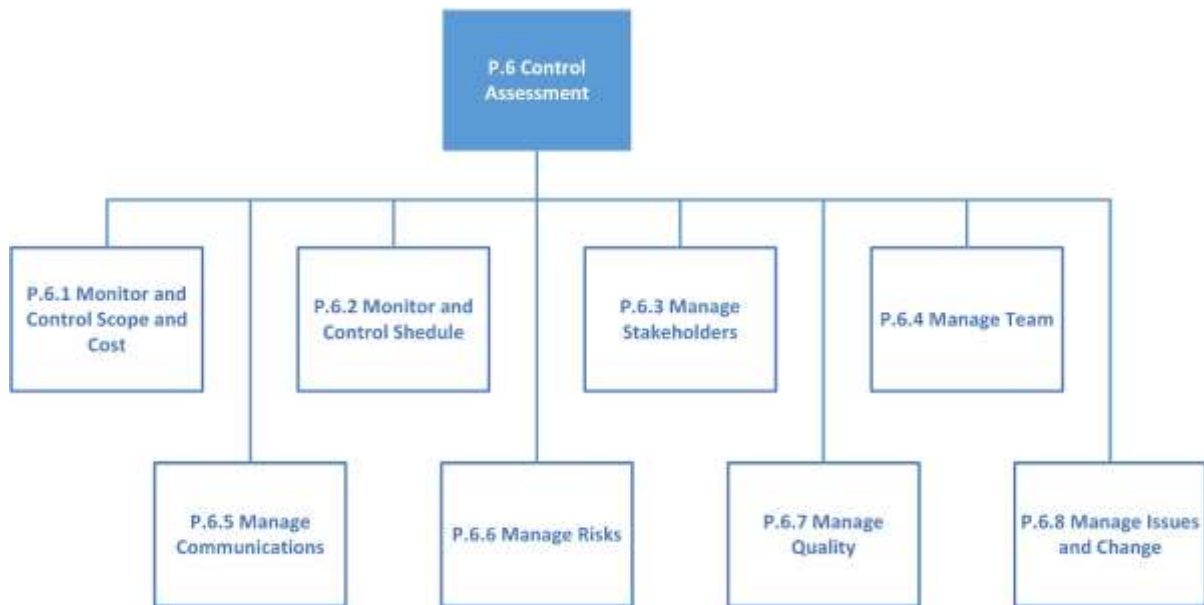 P.6 Control
Assessment
P.6.1 Monitor and
Control Scope and
Cost
P.6.2 Monitor and
Control Shedule
P.6.3 Manage
Stakeholders
P.6.4 Manage Team
P.6.5 Manage
Communications
P.6.6 Manage Risks
P.6.7 Manage
Quality
P.6.8 Manage Issues
and Change